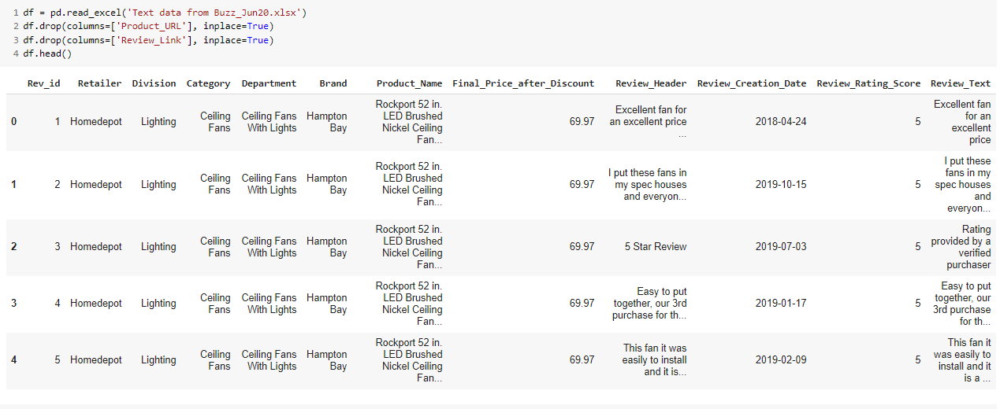 1 df = pd.read_excel('Text data from Buzz_Jun20.xlsx')
2 df.drop(columns=['Product_URL'], inplace=True)
3 df.drop(columns=['Review_Link'], inplace=True)
4 df.head()
Rev_id Retailer Division Category Department Brand Product_Name Final_Price_after_Discount Review_Header Review_Creation_Date Review_Rating_Score Review_Text
0 1 Homedepot Lighting Ceiling Fans Ceiling Fans With Lights Hampton Bay Rockport 52 in. LED Brushed Nickel Ceiling Fan... 69.97 Excellent fan for an excellent price ... 2018-04-24 5 Excellent fan for an excellent price
1 2 Homedepot Lighting Ceiling Fans Ceiling Fans With Lights Hampton Bay Rockport 52 in. LED Brushed Nickel Ceiling Fan... 69.97 I put these fans in my spec houses and everyon... 2019-10-15 5 I put these fans in my spec houses and everyon...
2 3 Homedepot Lighting Ceiling Fans Ceiling Fans With Lights Hampton Bay Rockport 52 in. LED Brushed Nickel Ceiling Fan... 69.97 5 Star Review 2019-07-03 5 Rating provided by a verified purchaser
3 4 Homedepot Lighting Ceiling Fans Ceiling Fans With Lights Hampton Bay Rockport 52 in. LED Brushed Nickel Ceiling Fan... 69.97 Easy to put together, our 3rd purchase for th... 2019-01-17 5 Easy to put together, our 3rd purchase for th...
4 5 Homedepot Lighting Ceiling Fans Ceiling Fans With Lights Hampton Bay Rockport 52 in. LED Brushed Nickel Ceiling Fan... 69.97 This fan it was easily to install and it is... 2019-02-09 5 This fan it was easily to install and it is a ...